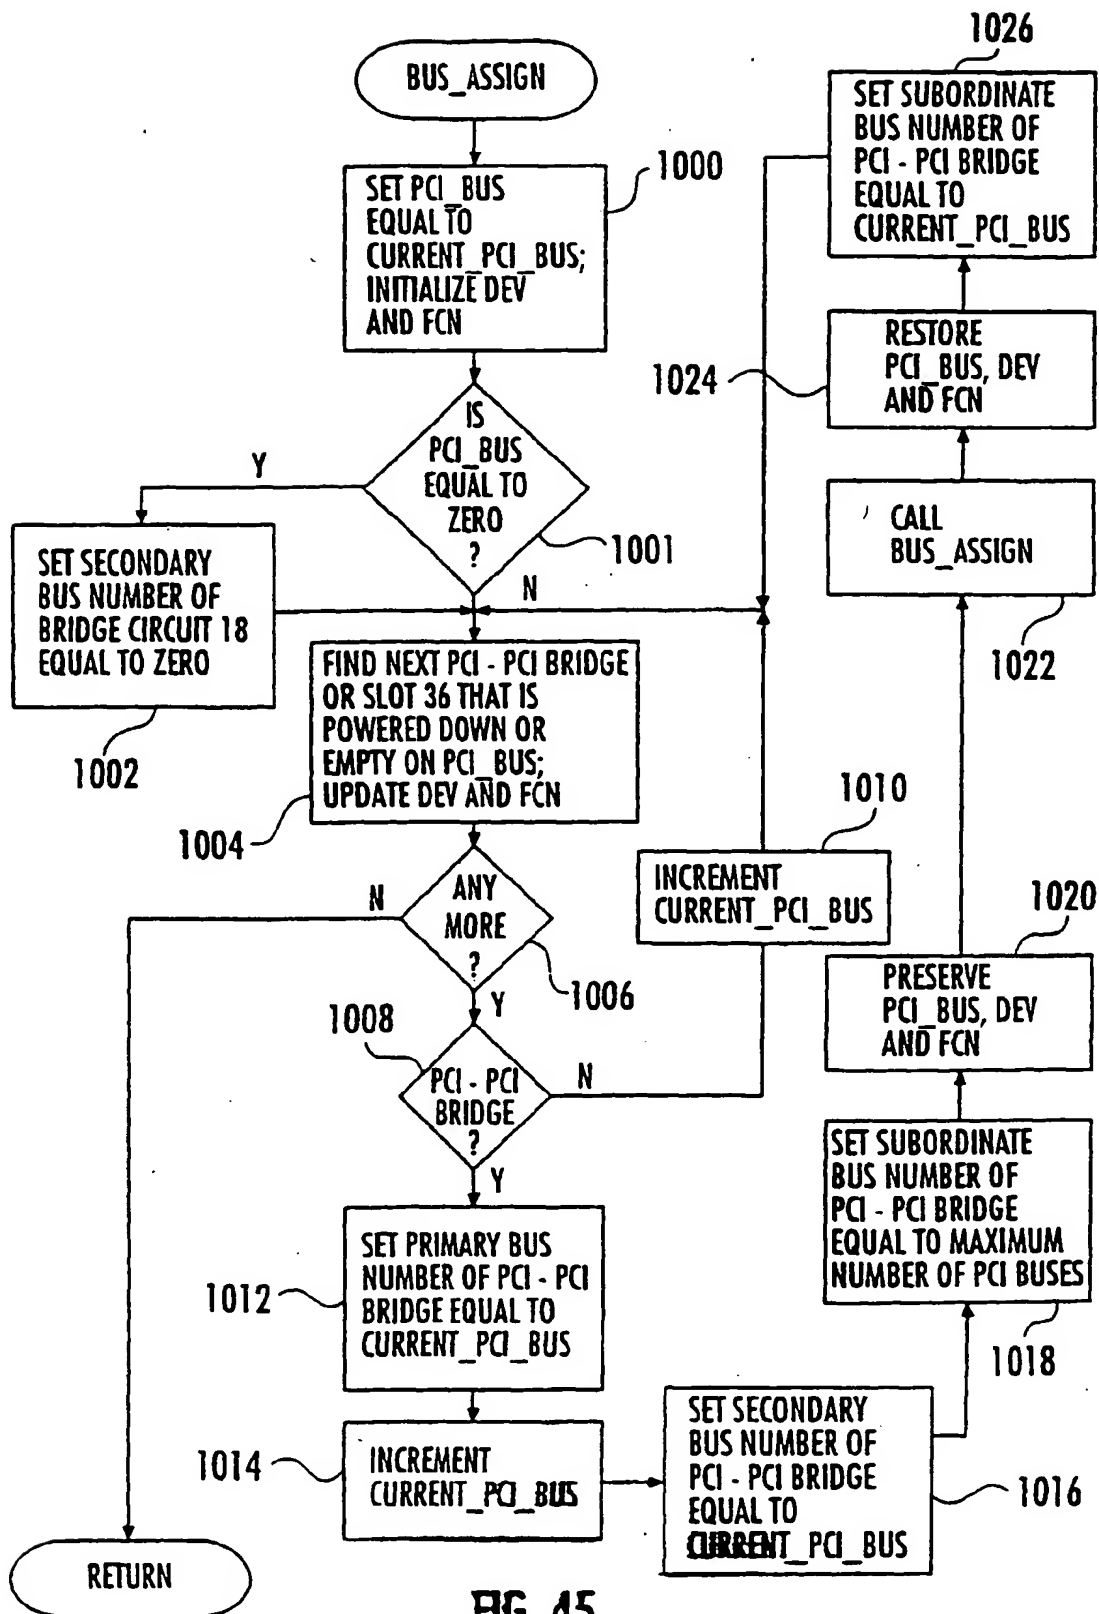 BUS_ASSIGN
SET PCI_BUS
EQUAL TO
CURRENT_PCI_BUS;
INITIALIZE DEV
AND FCN
1000
IS
PCI_BUS
EQUAL TO
ZERO
?
1001
Y
N
SET SECONDARY
BUS NUMBER OF
BRIDGE CIRCUIT 18
EQUAL TO ZERO
1002
FIND NEXT PCI - PCI BRIDGE
OR SLOT 36 THAT IS
POWERED DOWN OR
EMPTY ON PCI_BUS;
UPDATE DEV AND FCN
1004
ANY
MORE
?
1006
N
Y
1008
PCI - PCI
BRIDGE
?
N
Y
INCREMENT
CURRENT_PCI_BUS
1010
SET PRIMARY BUS
NUMBER OF PCI - PCI
BRIDGE EQUAL TO
CURRENT_PCI_BUS
1012
INCREMENT
CURRENT_PCI_BUS
1014
SET SECONDARY
BUS NUMBER OF
PCI - PCI BRIDGE
EQUAL TO
CURRENT_PCI_BUS
1016
SET SUBORDINATE
BUS NUMBER OF
PCI - PCI BRIDGE
EQUAL TO MAXIMUM
NUMBER OF PCI BUSES
1018
PRESERVE
PCI_BUS, DEV
AND FCN
1020
CALL
BUS_ASSIGN
1022
RESTORE
PCI_BUS, DEV
AND FCN
1024
SET SUBORDINATE
BUS NUMBER OF
PCI - PCI BRIDGE
EQUAL TO
CURRENT_PCI_BUS
1026
RETURN
FIG. 45